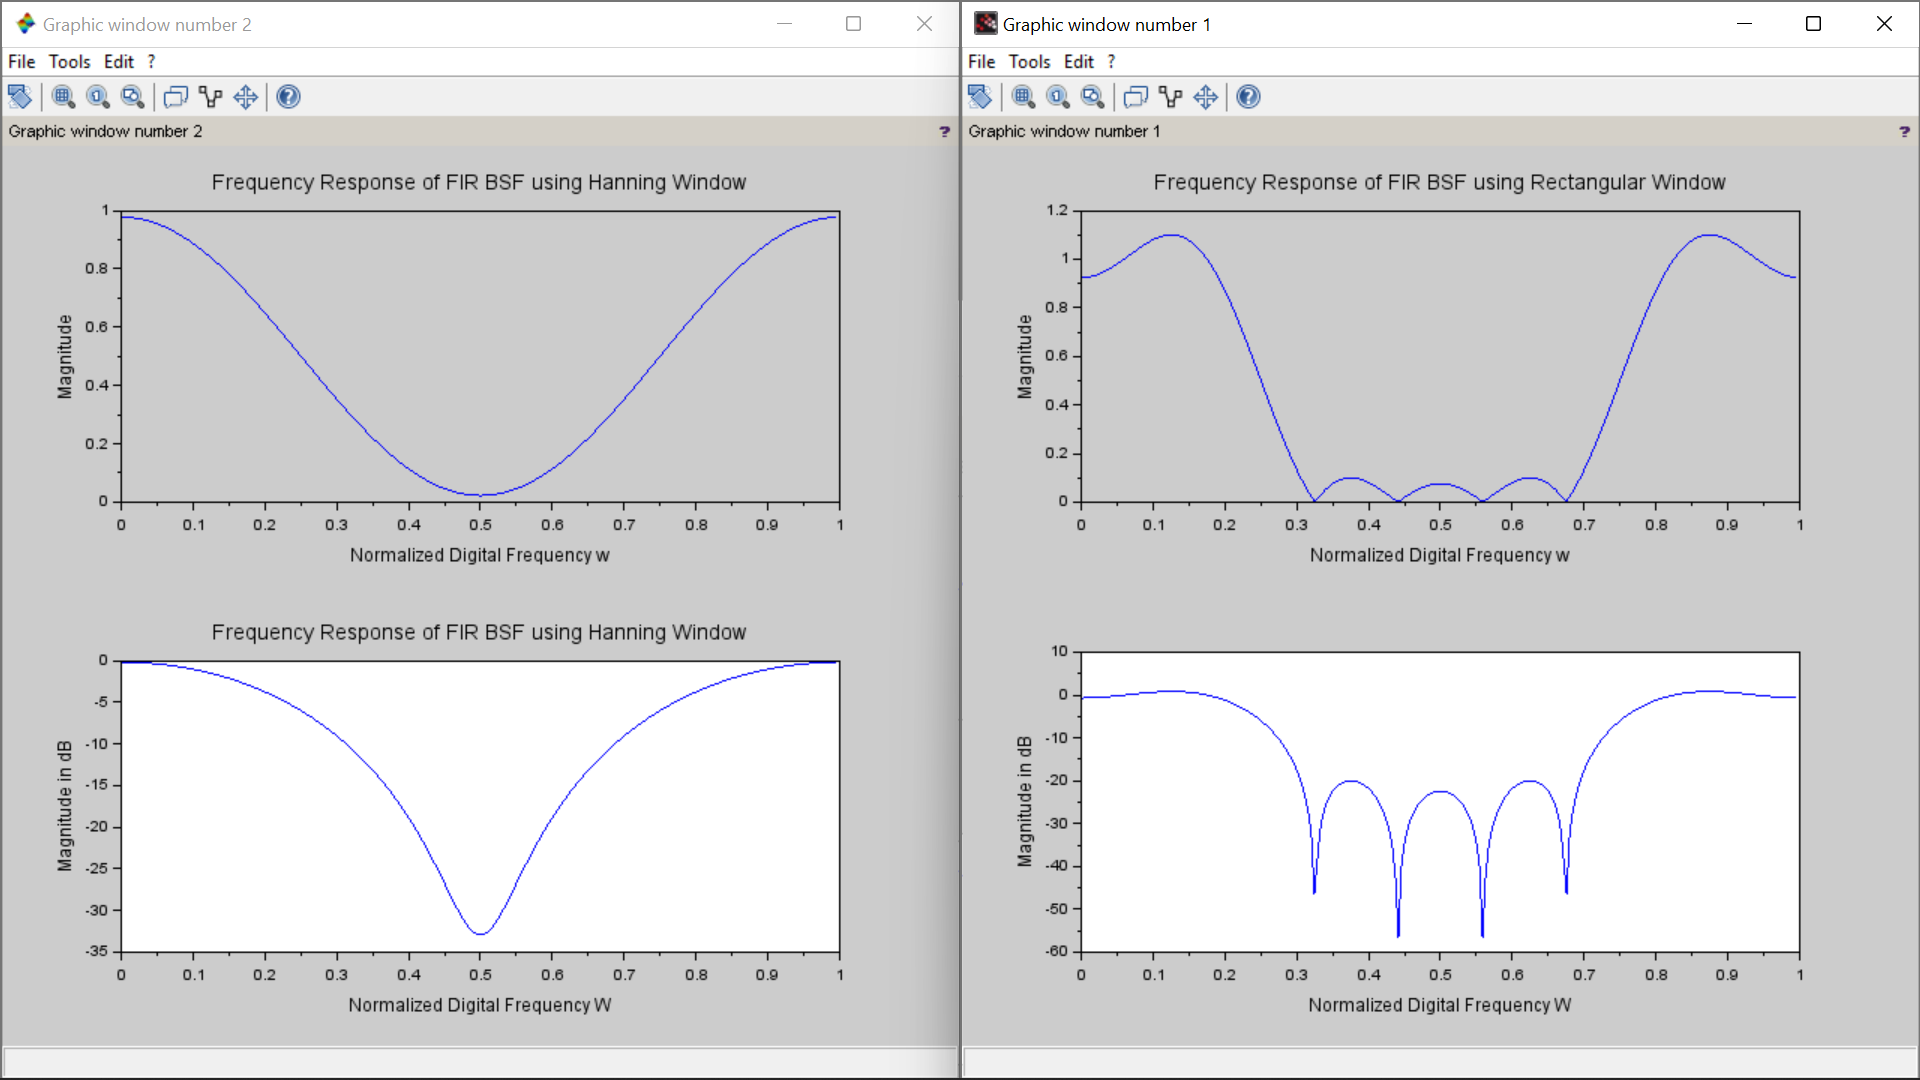 Graphic window number 2
File Tools Edit ?
Graphic window number 2 ?
Frequency Response of FIR BSF using Hanning Window
Magnitude
1
0.8
0.6
0.4
0.2
0
0 0.1 0.2 0.3 0.4 0.5 0.6 0.7 0.8 0.9 1
Normalized Digital Frequency w
Frequency Response of FIR BSF using Hanning Window
Magnitude in dB
0
-5
-10
-15
-20
-25
-30
-35
0 0.1 0.2 0.3 0.4 0.5 0.6 0.7 0.8 0.9 1
Normalized Digital Frequency W
Graphic window number 1
File Tools Edit ?
Graphic window number 1 ?
Frequency Response of FIR BSF using Rectangular Window
Magnitude
1.2
1
0.8
0.6
0.4
0.2
0
0 0.1 0.2 0.3 0.4 0.5 0.6 0.7 0.8 0.9 1
Normalized Digital Frequency w
Magnitude in dB
10
0
-10
-20
-30
-40
-50
-60
0 0.1 0.2 0.3 0.4 0.5 0.6 0.7 0.8 0.9 1
Normalized Digital Frequency W